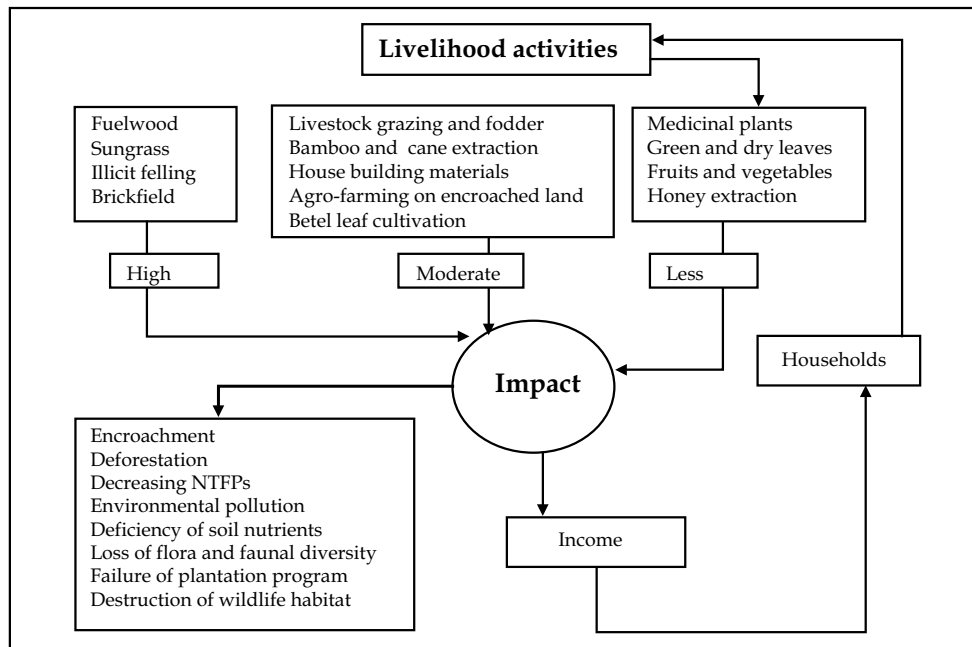 Livelihood activities
Fuelwood
Sungrass
Illicit felling
Brickfield
Livestock grazing and fodder
Bamboo and cane extraction
House building materials
Agro-farming on encroached land
Betel leaf cultivation
Medicinal plants
Green and dry leaves
Fruits and vegetables
Honey extraction
High
Moderate
Less
Impact
Households
Encroachment
Deforestation
Decreasing NTFPs
Environmental pollution
Deficiency of soil nutrients
Loss of flora and faunal diversity
Failure of plantation program
Destruction of wildlife habitat
Income